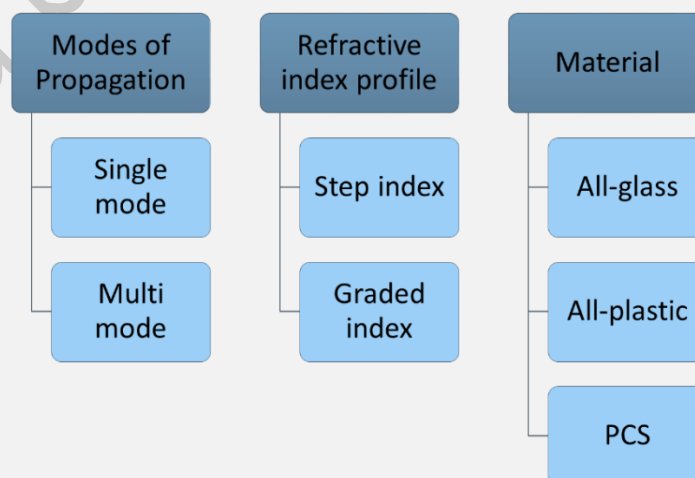 Modes of
Propagation
Single
mode
Multi
mode
Refractive
index profile
Step index
Graded
index
Material
All-glass
All-plastic
PCS